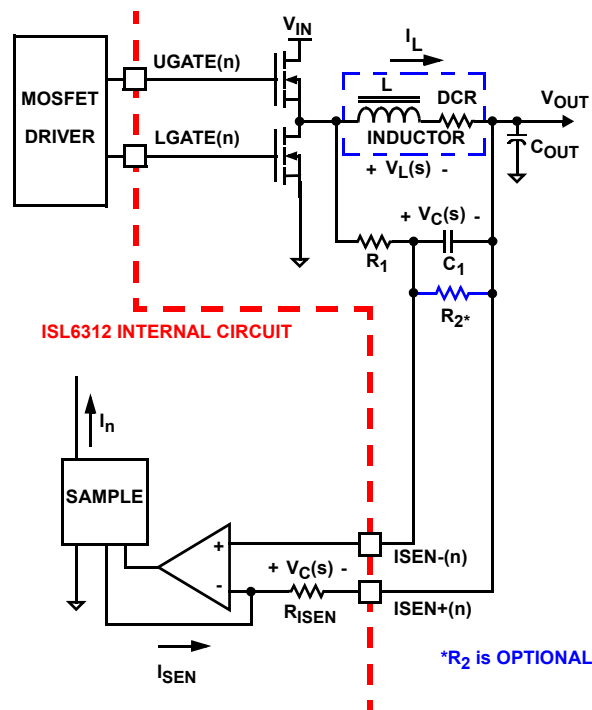 V_IN
I_L
UGATE(n)
L
DCR
MOSFET
DRIVER
V_OUT
LGATE(n)
INDUCTOR
C_OUT
+ V_L(s) -
+ V_C(s) -
R_1
C_1
R_2*
ISL6312 INTERNAL CIRCUIT
I_n
SAMPLE
+
ISEN-(n)
+ V_C(s) -
-
R_ISEN
ISEN+(n)
I_SEN
*R_2 is OPTIONAL